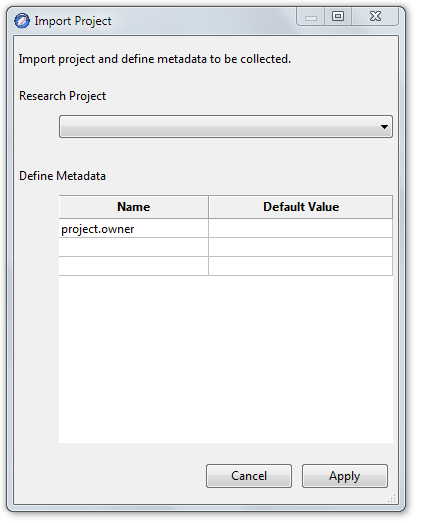 Import Project
Import project and define metadata to be collected.
Research Project
Define Metadata
Name Default Value
project.owner
Cancel Apply